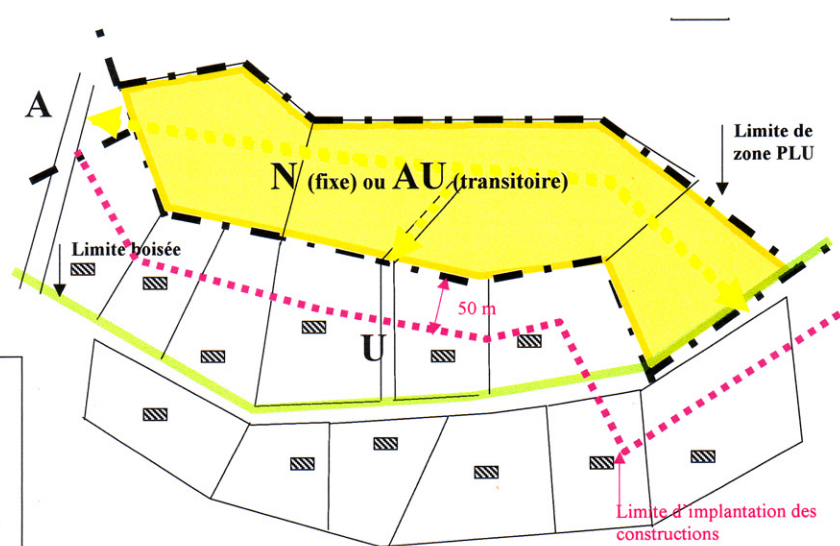 A
Limite de
zone PLU
N (fixe) ou AU (transitoire)
Limite boisée
50 m
U
Limite d'implantation des
constructions